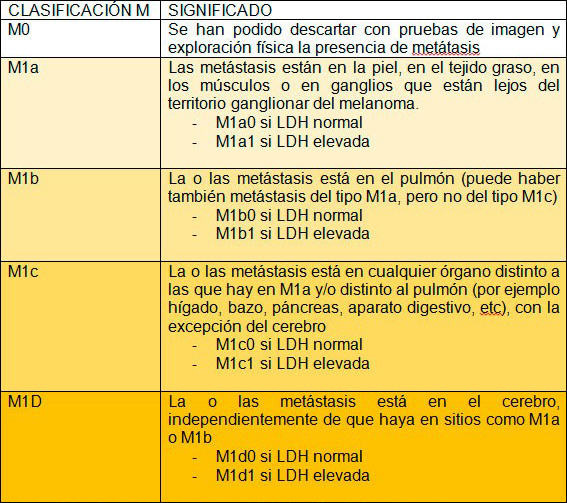 CLASIFICACIÓN M SIGNIFICADO
M0 Se han podido descartar con pruebas de imagen y
exploración física la presencia de metátasis
M1a Las metástasis están en la piel, en el tejido graso, en
los músculos o en ganglios que están lejos del
territorio ganglionar del melanoma.
- M1a0 si LDH normal
- M1a1 si LDH elevada
M1b La o las metástasis está en el pulmón (puede haber
también metástasis del tipo M1a, pero no del tipo M1c)
- M1b0 si LDH normal
- M1b1 si LDH elevada
M1c La o las metástasis está en cualquier órgano distinto a
las que hay en M1a y/o distinto al pulmón (por ejemplo
hígado, bazo, páncreas, aparato digestivo, etc), con la
excepción del cerebro
- M1c0 si LDH normal
- M1c1 si LDH elevada
M1D La o las metástasis está en el cerebro,
independientemente de que haya en sitios como M1a
o M1b
- M1d0 si LDH normal
- M1d1 si LDH elevada